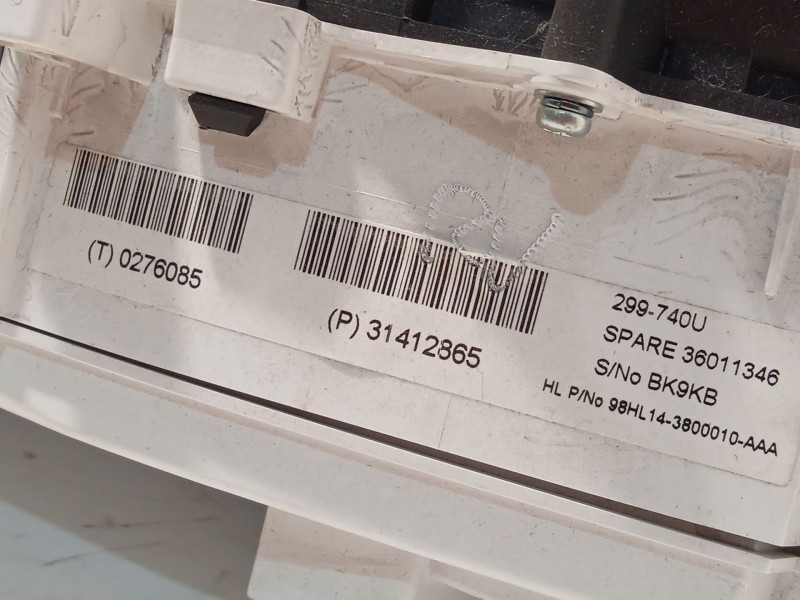 (T) 0276085
(P) 31412865
299-740U
SPARE 36011346
S/No BK9KB
HL P/No 98HL14-3800010-AAA